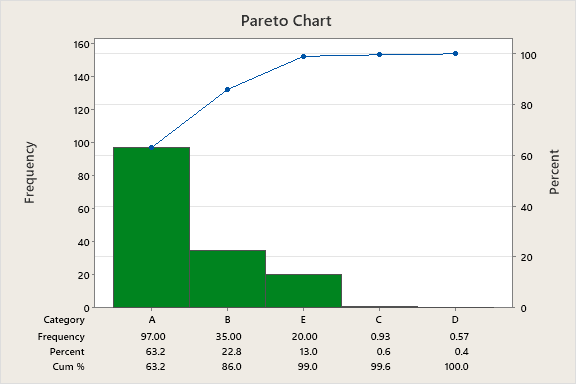 Pareto Chart
160
140
120
100
80
60
40
20
0
Frequency
100
80
60
40
20
0
Percent
Category A B E C D
Frequency 97.00 35.00 20.00 0.93 0.57
Percent 63.2 22.8 13.0 0.6 0.4
Cum % 63.2 86.0 99.0 99.6 100.0